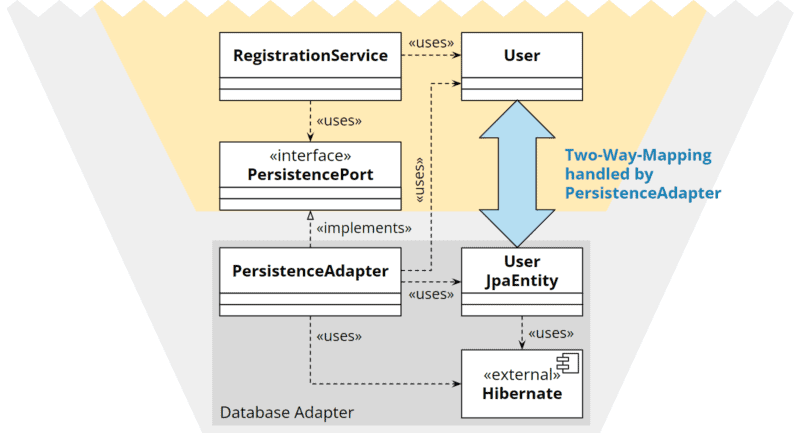 «uses»
RegistrationService
User
«uses»
«interface»
PersistencePort
«uses»
Two-Way-Mapping
handled by
PersistenceAdapter
«implements»
PersistenceAdapter
User
JpaEntity
«uses»
«uses»
«uses»
«external»
Hibernate
Database Adapter